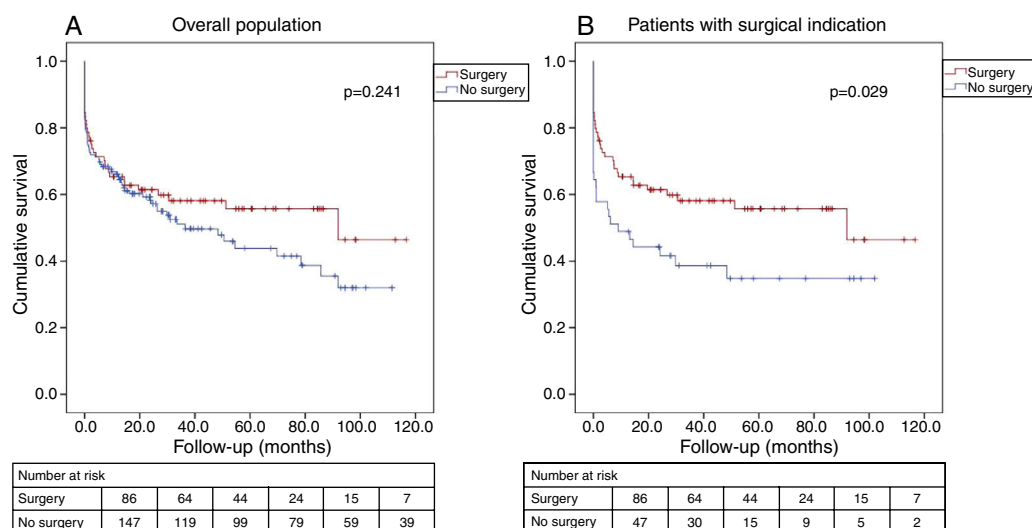 A Overall population
Surgery
No surgery
p=0.241
Cumulative survival
1.0
0.8
0.6
0.4
0.2
0.0
0.0 20.0 40.0 60.0 80.0 100.0 120.0
Follow-up (months)
Number at risk
Surgery 86 64 44 24 15 7
No surgery 147 119 99 79 59 39
B Patients with surgical indication
Surgery
No surgery
p=0.029
Cumulative survival
1.0
0.8
0.6
0.4
0.2
0.0
0.0 20.0 40.0 60.0 80.0 100.0 120.0
Follow-up (months)
Number at risk
Surgery 86 64 44 24 15 7
No surgery 47 30 15 9 5 2